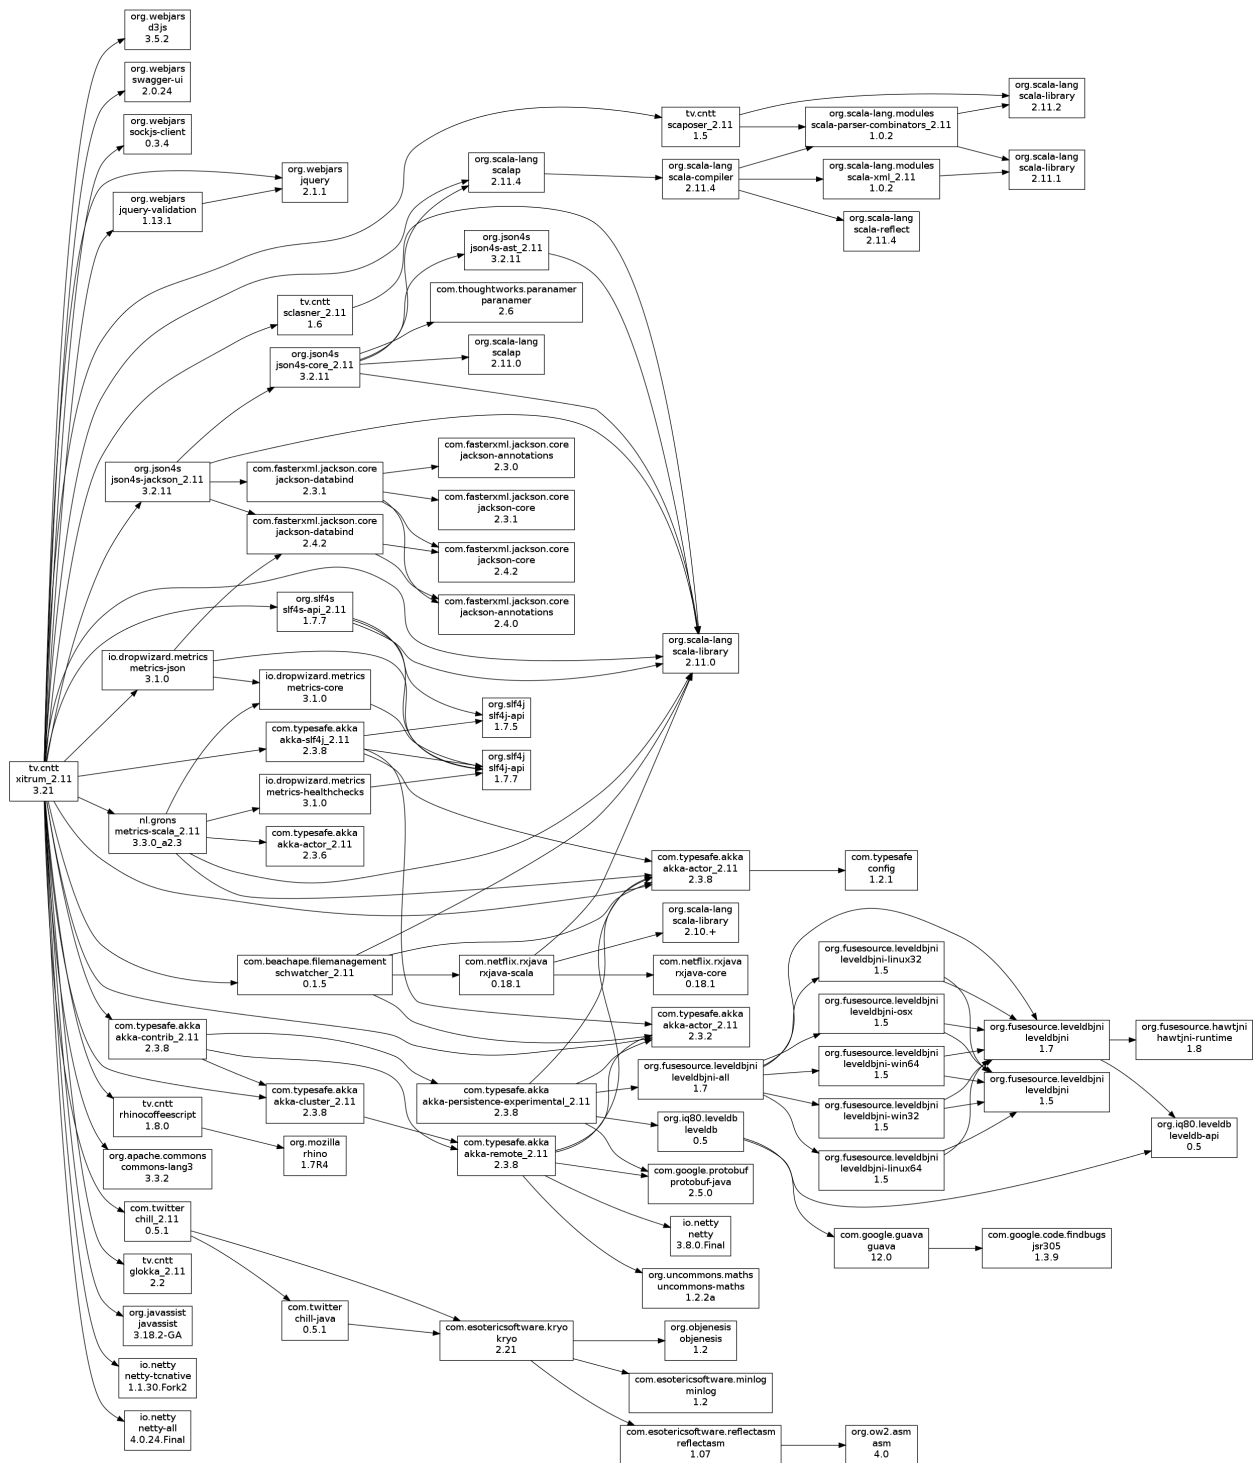 org.webjars
d3js
3.5.2
org.webjars
swagger-ui
2.0.24
org.webjars
sockjs-client
0.3.4
org.webjars
jquery
2.1.1
org.webjars
jquery-validation
1.13.1
tv.cntt
scaposer_2.11
1.5
org.scala-lang.modules
scala-parser-combinators_2.11
1.0.2
org.scala-lang
scala-library
2.11.2
org.scala-lang
scalap
2.11.4
org.scala-lang
scala-compiler
2.11.4
org.scala-lang.modules
scala-xml_2.11
1.0.2
org.scala-lang
scala-library
2.11.1
org.scala-lang
scala-reflect
2.11.4
org.json4s
json4s-ast_2.11
3.2.11
tv.cntt
sclasner_2.11
1.6
com.thoughtworks.paranamer
paranamer
2.6
org.json4s
json4s-core_2.11
3.2.11
org.scala-lang
scalap
2.11.0
org.json4s
json4s-jackson_2.11
3.2.11
com.fasterxml.jackson.core
jackson-databind
2.3.1
com.fasterxml.jackson.core
jackson-annotations
2.3.0
com.fasterxml.jackson.core
jackson-core
2.3.1
com.fasterxml.jackson.core
jackson-databind
2.4.2
com.fasterxml.jackson.core
jackson-core
2.4.2
com.fasterxml.jackson.core
jackson-annotations
2.4.0
org.slf4s
slf4s-api_2.11
1.7.7
org.scala-lang
scala-library
2.11.0
io.dropwizard.metrics
metrics-json
3.1.0
io.dropwizard.metrics
metrics-core
3.1.0
org.slf4j
slf4j-api
1.7.5
com.typesafe.akka
akka-slf4j_2.11
2.3.8
org.slf4j
slf4j-api
1.7.7
tv.cntt
xitrum_2.11
3.21
io.dropwizard.metrics
metrics-healthchecks
3.1.0
nl.grons
metrics-scala_2.11
3.3.0_a2.3
com.typesafe.akka
akka-actor_2.11
2.3.6
com.typesafe.akka
akka-actor_2.11
2.3.8
com.typesafe
config
1.2.1
org.scala-lang
scala-library
2.10.+
com.beachape.filemanagement
schwatcher_2.11
0.1.5
com.netflix.rxjava
rxjava-scala
0.18.1
com.netflix.rxjava
rxjava-core
0.18.1
org.fusesource.leveldbjni
leveldbjni-linux32
1.5
org.fusesource.leveldbjni
leveldbjni-osx
1.5
com.typesafe.akka
akka-contrib_2.11
2.3.8
com.typesafe.akka
akka-actor_2.11
2.3.2
org.fusesource.leveldbjni
leveldbjni
1.7
org.fusesource.hawtjni
hawtjni-runtime
1.8
org.fusesource.leveldbjni
leveldbjni-win64
1.5
org.fusesource.leveldbjni
leveldbjni-all
1.7
org.fusesource.leveldbjni
leveldbjni
1.5
com.typesafe.akka
akka-cluster_2.11
2.3.8
com.typesafe.akka
akka-persistence-experimental_2.11
2.3.8
org.fusesource.leveldbjni
leveldbjni-win32
1.5
tv.cntt
rhinocoffeescript
1.8.0
org.iq80.leveldb
leveldb
0.5
org.iq80.leveldb
leveldb-api
0.5
org.mozilla
rhino
1.7R4
com.typesafe.akka
akka-remote_2.11
2.3.8
org.fusesource.leveldbjni
leveldbjni-linux64
1.5
org.apache.commons
commons-lang3
3.3.2
com.google.protobuf
protobuf-java
2.5.0
com.twitter
chill_2.11
0.5.1
io.netty
netty
3.8.0.Final
com.google.guava
guava
12.0
com.google.code.findbugs
jsr305
1.3.9
tv.cntt
glokka_2.11
2.2
org.uncommons.maths
uncommons-maths
1.2.2a
org.javassist
javassist
3.18.2-GA
com.twitter
chill-java
0.5.1
com.esotericsoftware.kryo
kryo
2.21
org.objenesis
objenesis
1.2
io.netty
netty-tcnative
1.1.30.Fork2
com.esotericsoftware.minlog
minlog
1.2
io.netty
netty-all
4.0.24.Final
com.esotericsoftware.reflectasm
reflectasm
1.07
org.ow2.asm
asm
4.0